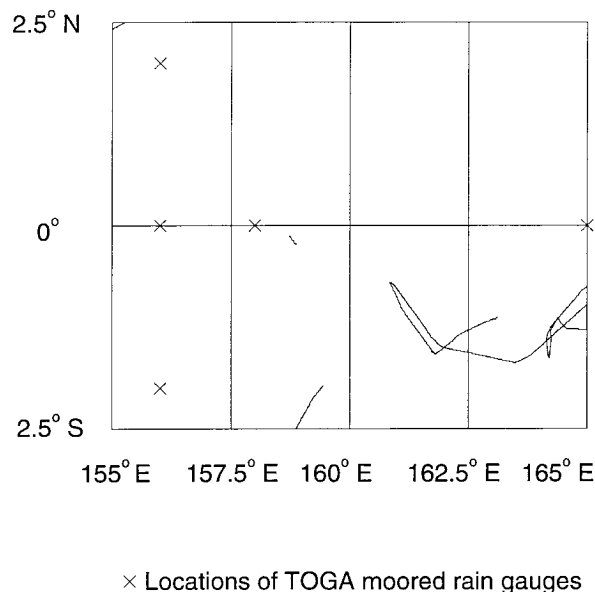 2.5° N
0°
2.5° S
155° E 157.5° E 160° E 162.5° E 165° E
× Locations of TOGA moored rain gauges